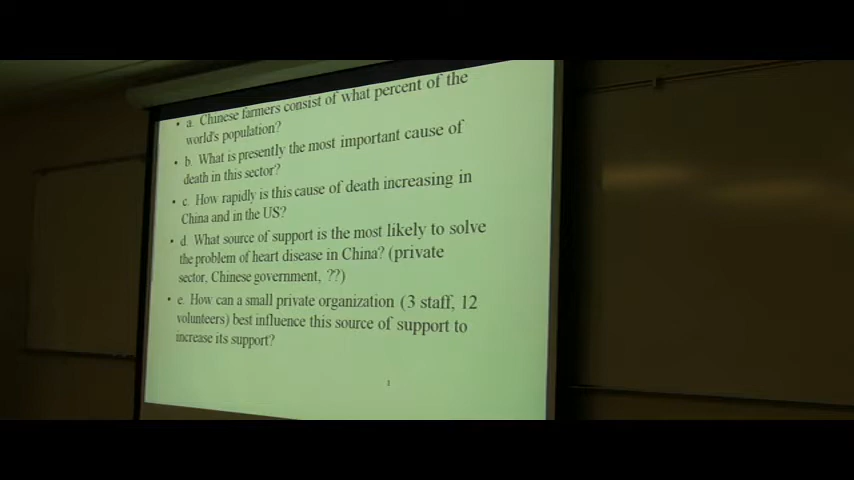 • a. Chinese farmers consist of what percent of the
world's population?
• b. What is presently the most important cause of
death in this sector?
• c. How rapidly is this cause of death increasing in
China and in the US?
• d. What source of support is the most likely to solve
the problem of heart disease in China? (private
sector, Chinese government, ??)
• e. How can a small private organization (3 staff, 12
volunteers) best influence this source of support to
increase its support?